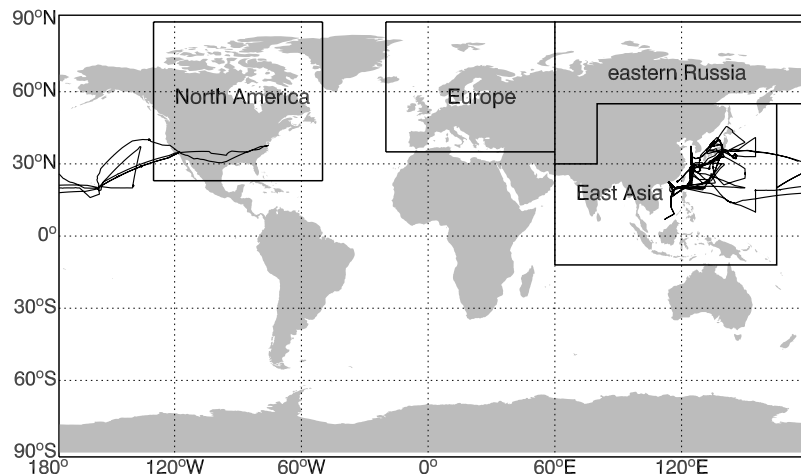 90°N
60°N
30°N
0°
30°S
60°S
90°S
North America
Europe
eastern Russia
East Asia
180°
120°W
60°W
0°
60°E
120°E